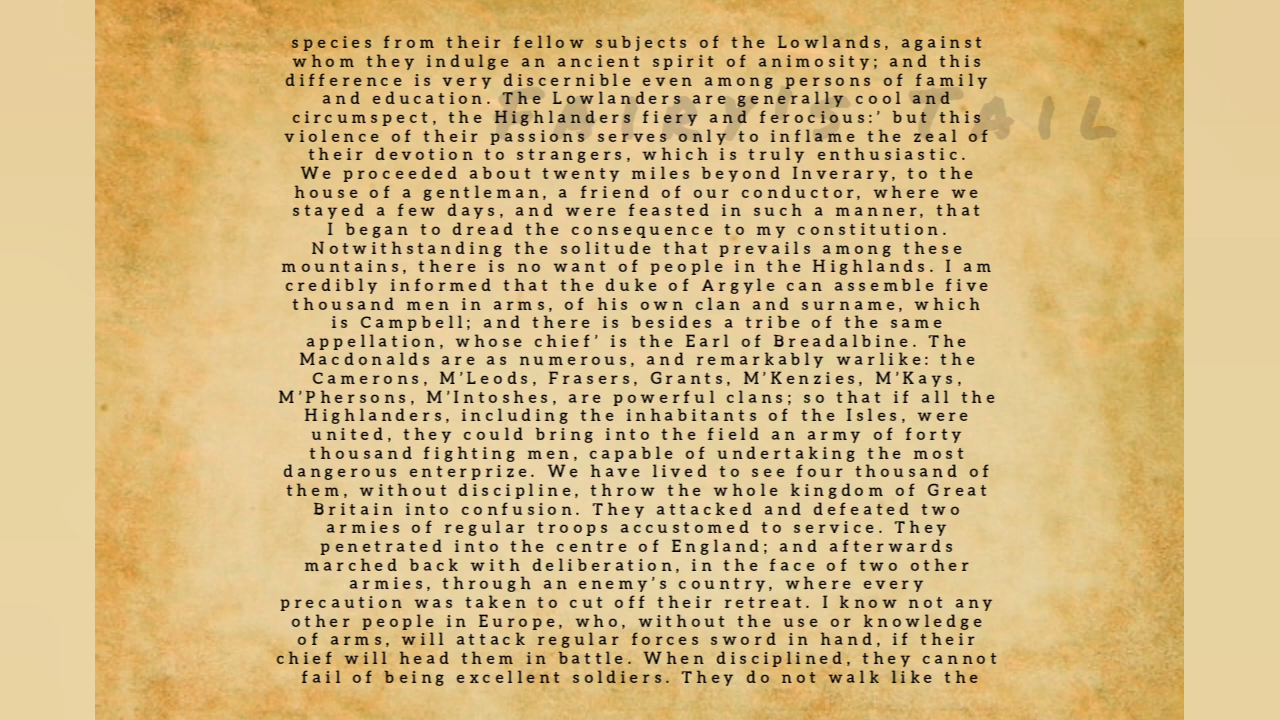 species from their fellow subjects of the Lowlands, against
whom they indulge an ancient spirit of animosity; and this
difference is very discernible even among persons of family
and education. The Lowlanders are generally cool and
circumspect, the Highlanders fiery and ferocious:’ but this
violence of their passions serves only to inflame the zeal of
their devotion to strangers, which is truly enthusiastic.
We proceeded about twenty miles beyond Inverary, to the
house of a gentleman, a friend of our conductor, where we
stayed a few days, and were feasted in such a manner, that
I began to dread the consequence to my constitution.
Notwithstanding the solitude that prevails among these
mountains, there is no want of people in the Highlands. I am
credibly informed that the duke of Argyle can assemble five
thousand men in arms, of his own clan and surname, which
is Campbell; and there is besides a tribe of the same
appellation, whose chief’ is the Earl of Breadalbine. The
Macdonalds are as numerous, and remarkably warlike: the
Camerons, M’Leods, Frasers, Grants, M’Kenzies, M’Kays,
M’Phersons, M’Intoshes, are powerful clans; so that if all the
Highlanders, including the inhabitants of the Isles, were
united, they could bring into the field an army of forty
thousand fighting men, capable of undertaking the most
dangerous enterprize. We have lived to see four thousand of
them, without discipline, throw the whole kingdom of Great
Britain into confusion. They attacked and defeated two
armies of regular troops accustomed to service. They
penetrated into the centre of England; and afterwards
marched back with deliberation, in the face of two other
armies, through an enemy’s country, where every
precaution was taken to cut off their retreat. I know not any
other people in Europe, who, without the use or knowledge
of arms, will attack regular forces sword in hand, if their
chief will head them in battle. When disciplined, they cannot
fail of being excellent soldiers. They do not walk like the